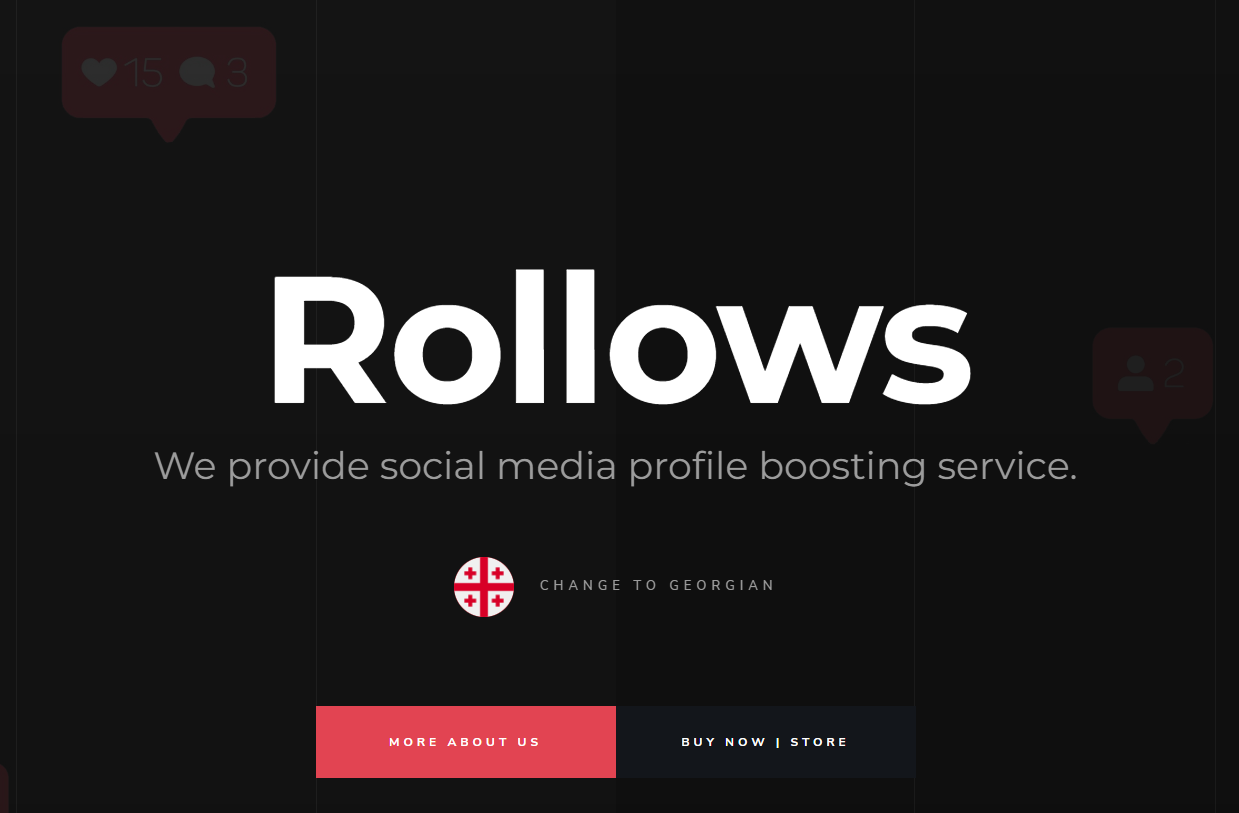 15 3
Rollows
2
We provide social media profile boosting service.
CHANGE TO GEORGIAN
MORE ABOUT US
BUY NOW | STORE